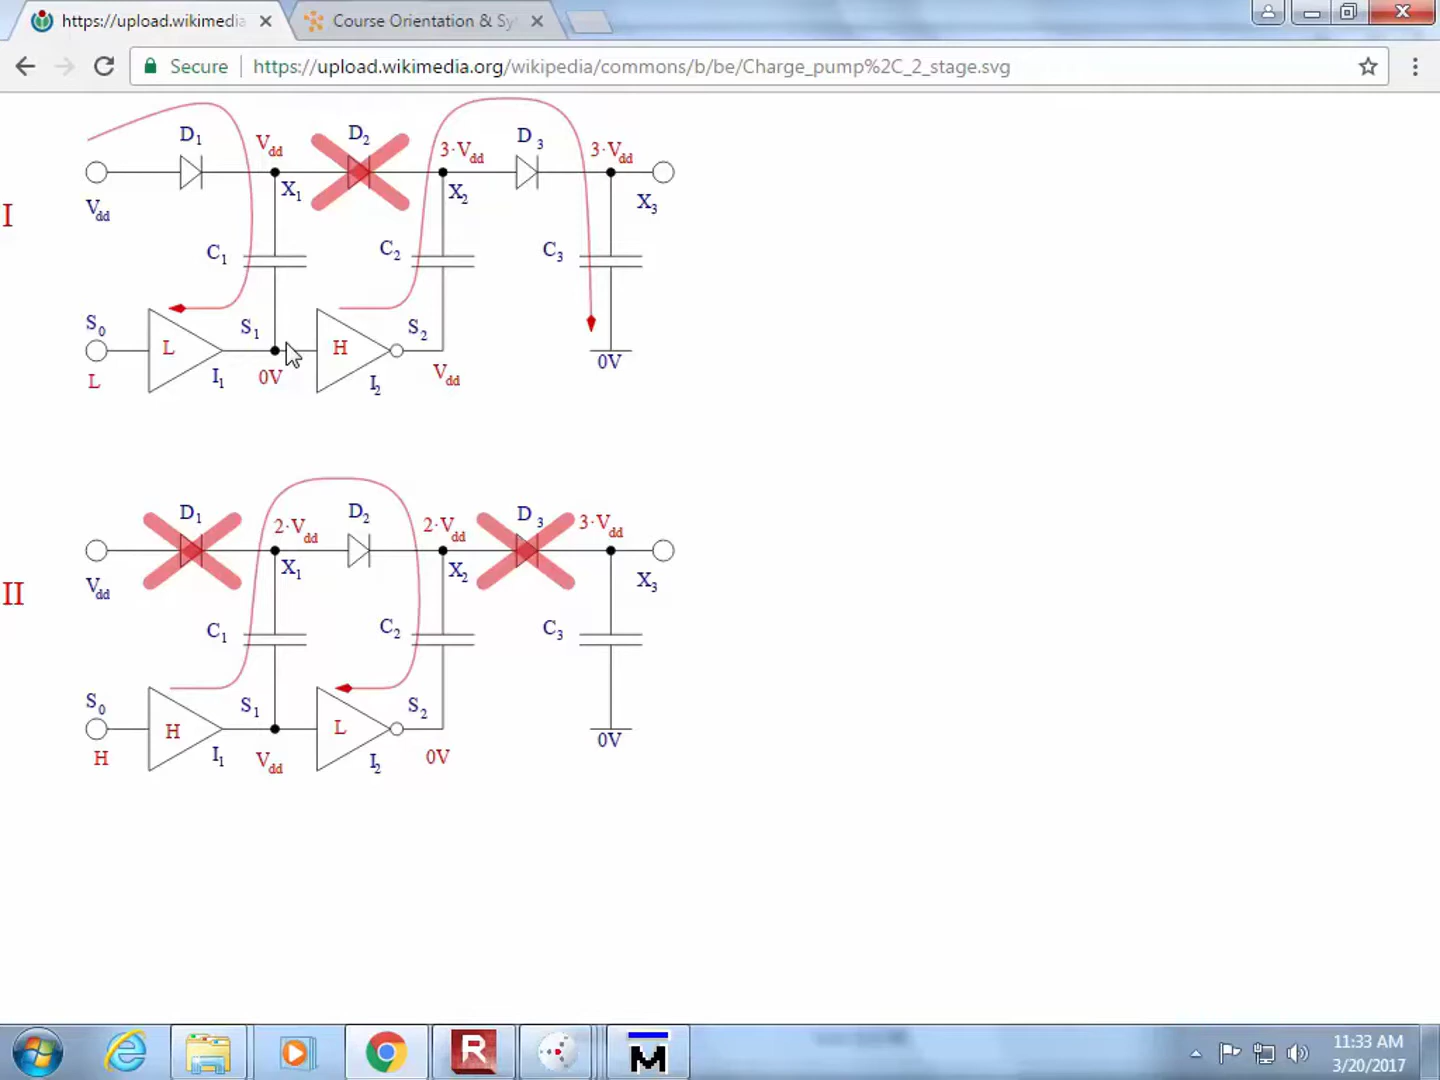 https://upload.wikimedia
Course Orientation & Sy
Secure | https://upload.wikimedia.org/wikipedia/commons/b/be/Charge_pump%2C_2_stage.svg
D1 Vdd D2 3·Vdd D3 3·Vdd
X1 X2 X3
Vdd
I
C1 C2 C3
S0 S1 S2
L H
0V
L I1 0V I2 Vdd
D1 D2 D3
2·Vdd 2·Vdd 3·Vdd
X1 X2 X3
Vdd
II
C1 C2 C3
S0 S1 S2
H L
0V
H I1 Vdd I2 0V
R
M
11:33 AM
3/20/2017